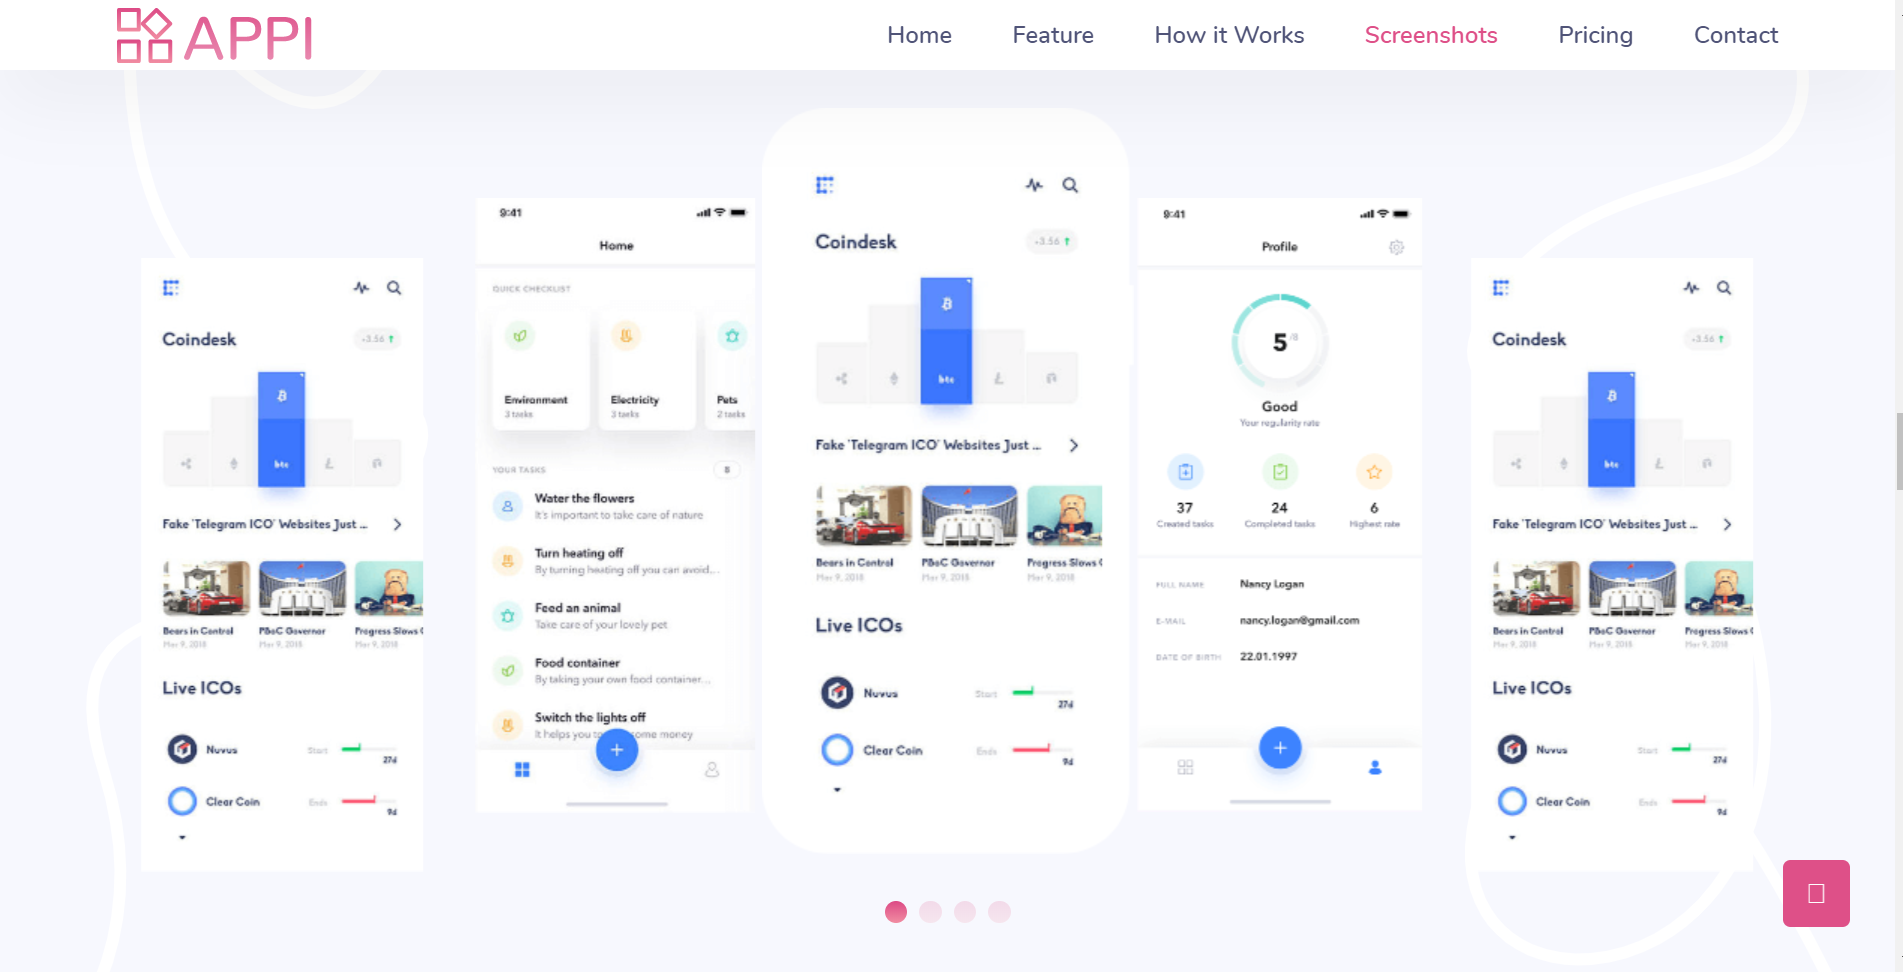 APPI
Home Feature How it Works Screenshots Pricing Contact
Coindesk
+3.56
btc
Fake 'Telegram ICO' Websites Just ...
Bears in Control PBoC Governor Progress Slows
Mar 9, 2018 Mar 9, 2018 Mar 9, 2018
Live ICOs
Nuvus Start
27d
Clear Coin Ends
9d
9:41
Home
QUICK CHECKLIST
Environment Electricity Pets
3 tasks 3 tasks 2 tasks
YOUR TASKS 5
Water the flowers
It's important to take care of nature
Turn heating off
By turning heating off you can avoid...
Feed an animal
Take care of your lovely pet
Food container
By taking your own food container...
Switch the lights off
It helps you to some money
+
Coindesk
+3.56
btc
Fake 'Telegram ICO' Websites Just ...
Bears in Control PBoC Governor Progress Slows
Mar 9, 2018 Mar 9, 2018 Mar 9, 2018
Live ICOs
Nuvus Start
27d
Clear Coin Ends
9d
9:41
Profile
5 /8
Good
Your regularity rate
37 24 6
Created tasks Completed tasks Highest rate
FULL NAME Nancy Logan
E-MAIL nancy.logan@gmail.com
DATE OF BIRTH 22.01.1997
+
Coindesk
+3.56
btc
Fake 'Telegram ICO' Websites Just ...
Bears in Control PBoC Governor Progress Slows
Mar 9, 2018 Mar 9, 2018 Mar 9, 2018
Live ICOs
Nuvus Start
27d
Clear Coin Ends
9d